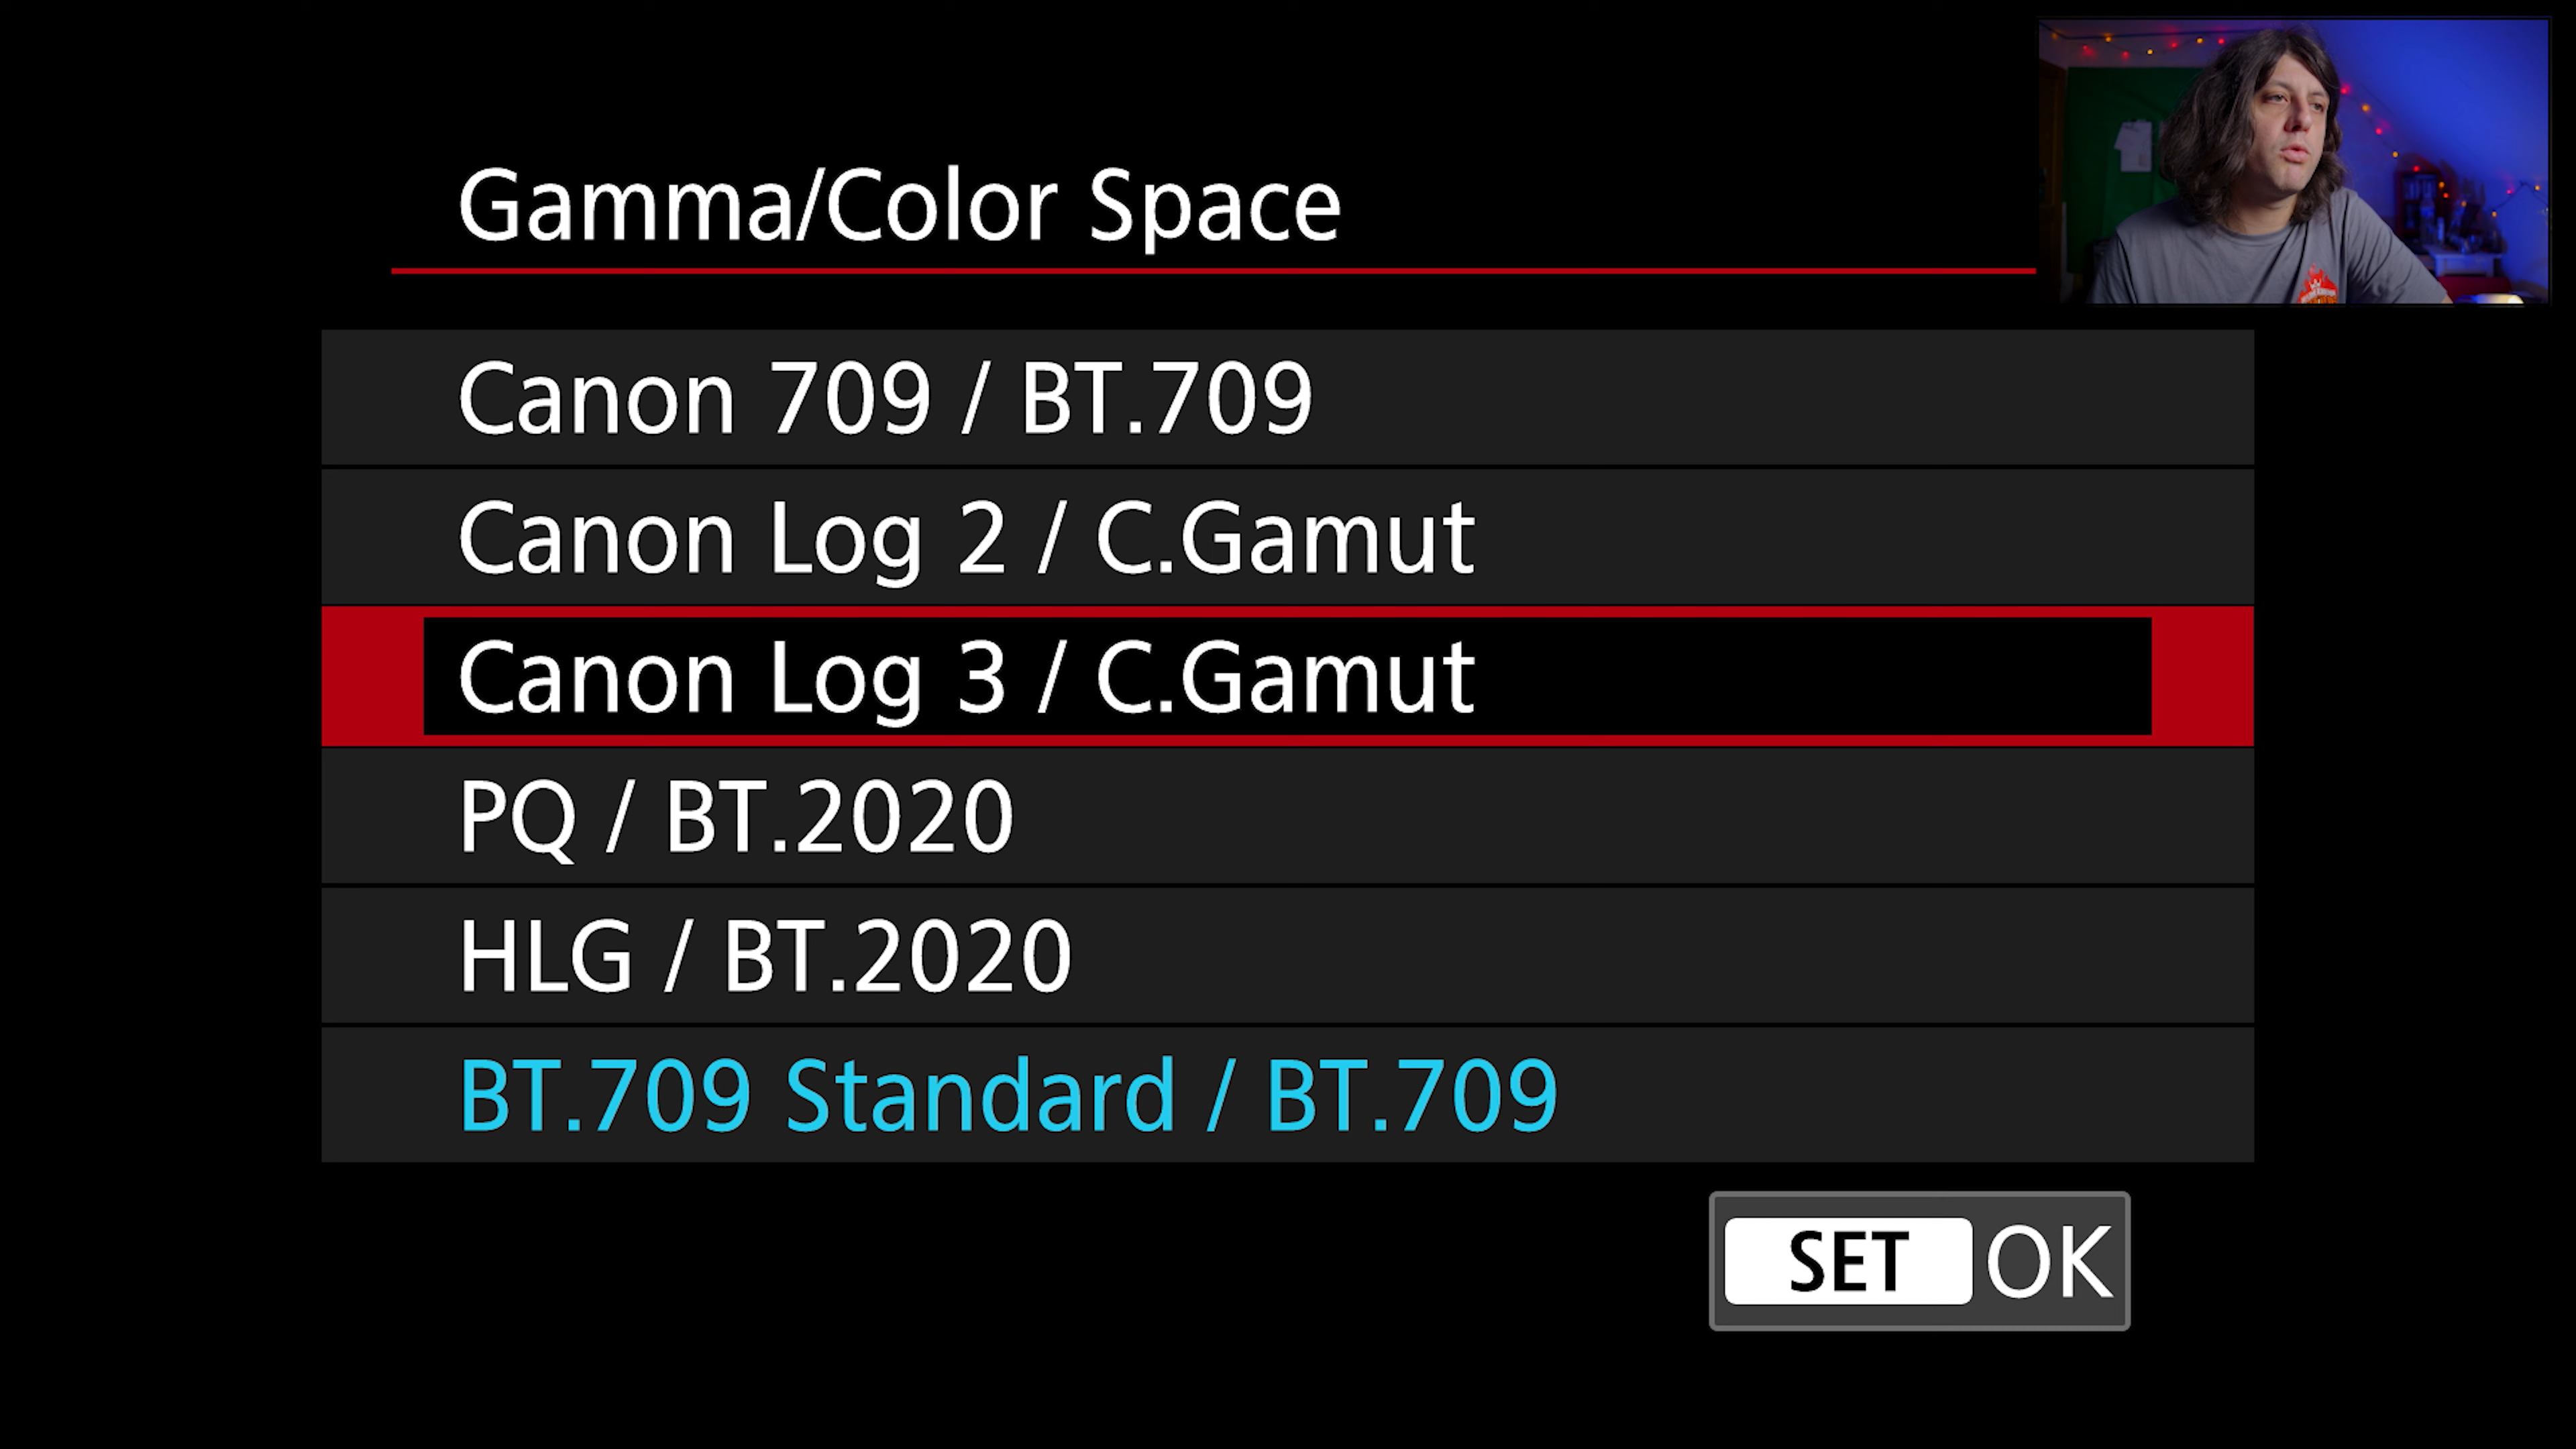 Gamma/Color Space
Canon 709 / BT.709
Canon Log 2 / C.Gamut
Canon Log 3 / C.Gamut
PQ / BT.2020
HLG / BT.2020
BT.709 Standard / BT.709
SET OK